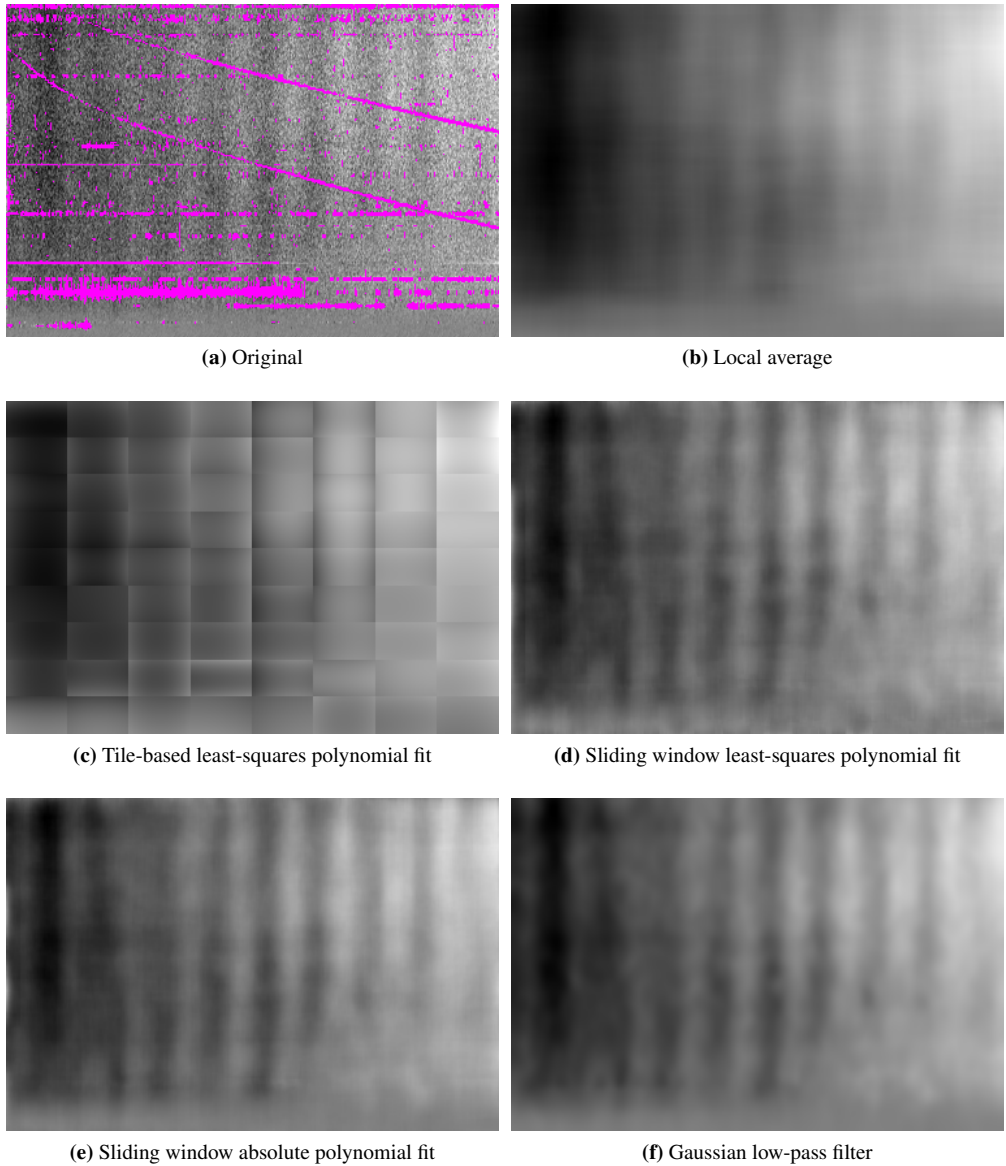 (a) Original
(b) Local average
(c) Tile-based least-squares polynomial fit
(d) Sliding window least-squares polynomial fit
(e) Sliding window absolute polynomial fit
(f) Gaussian low-pass filter